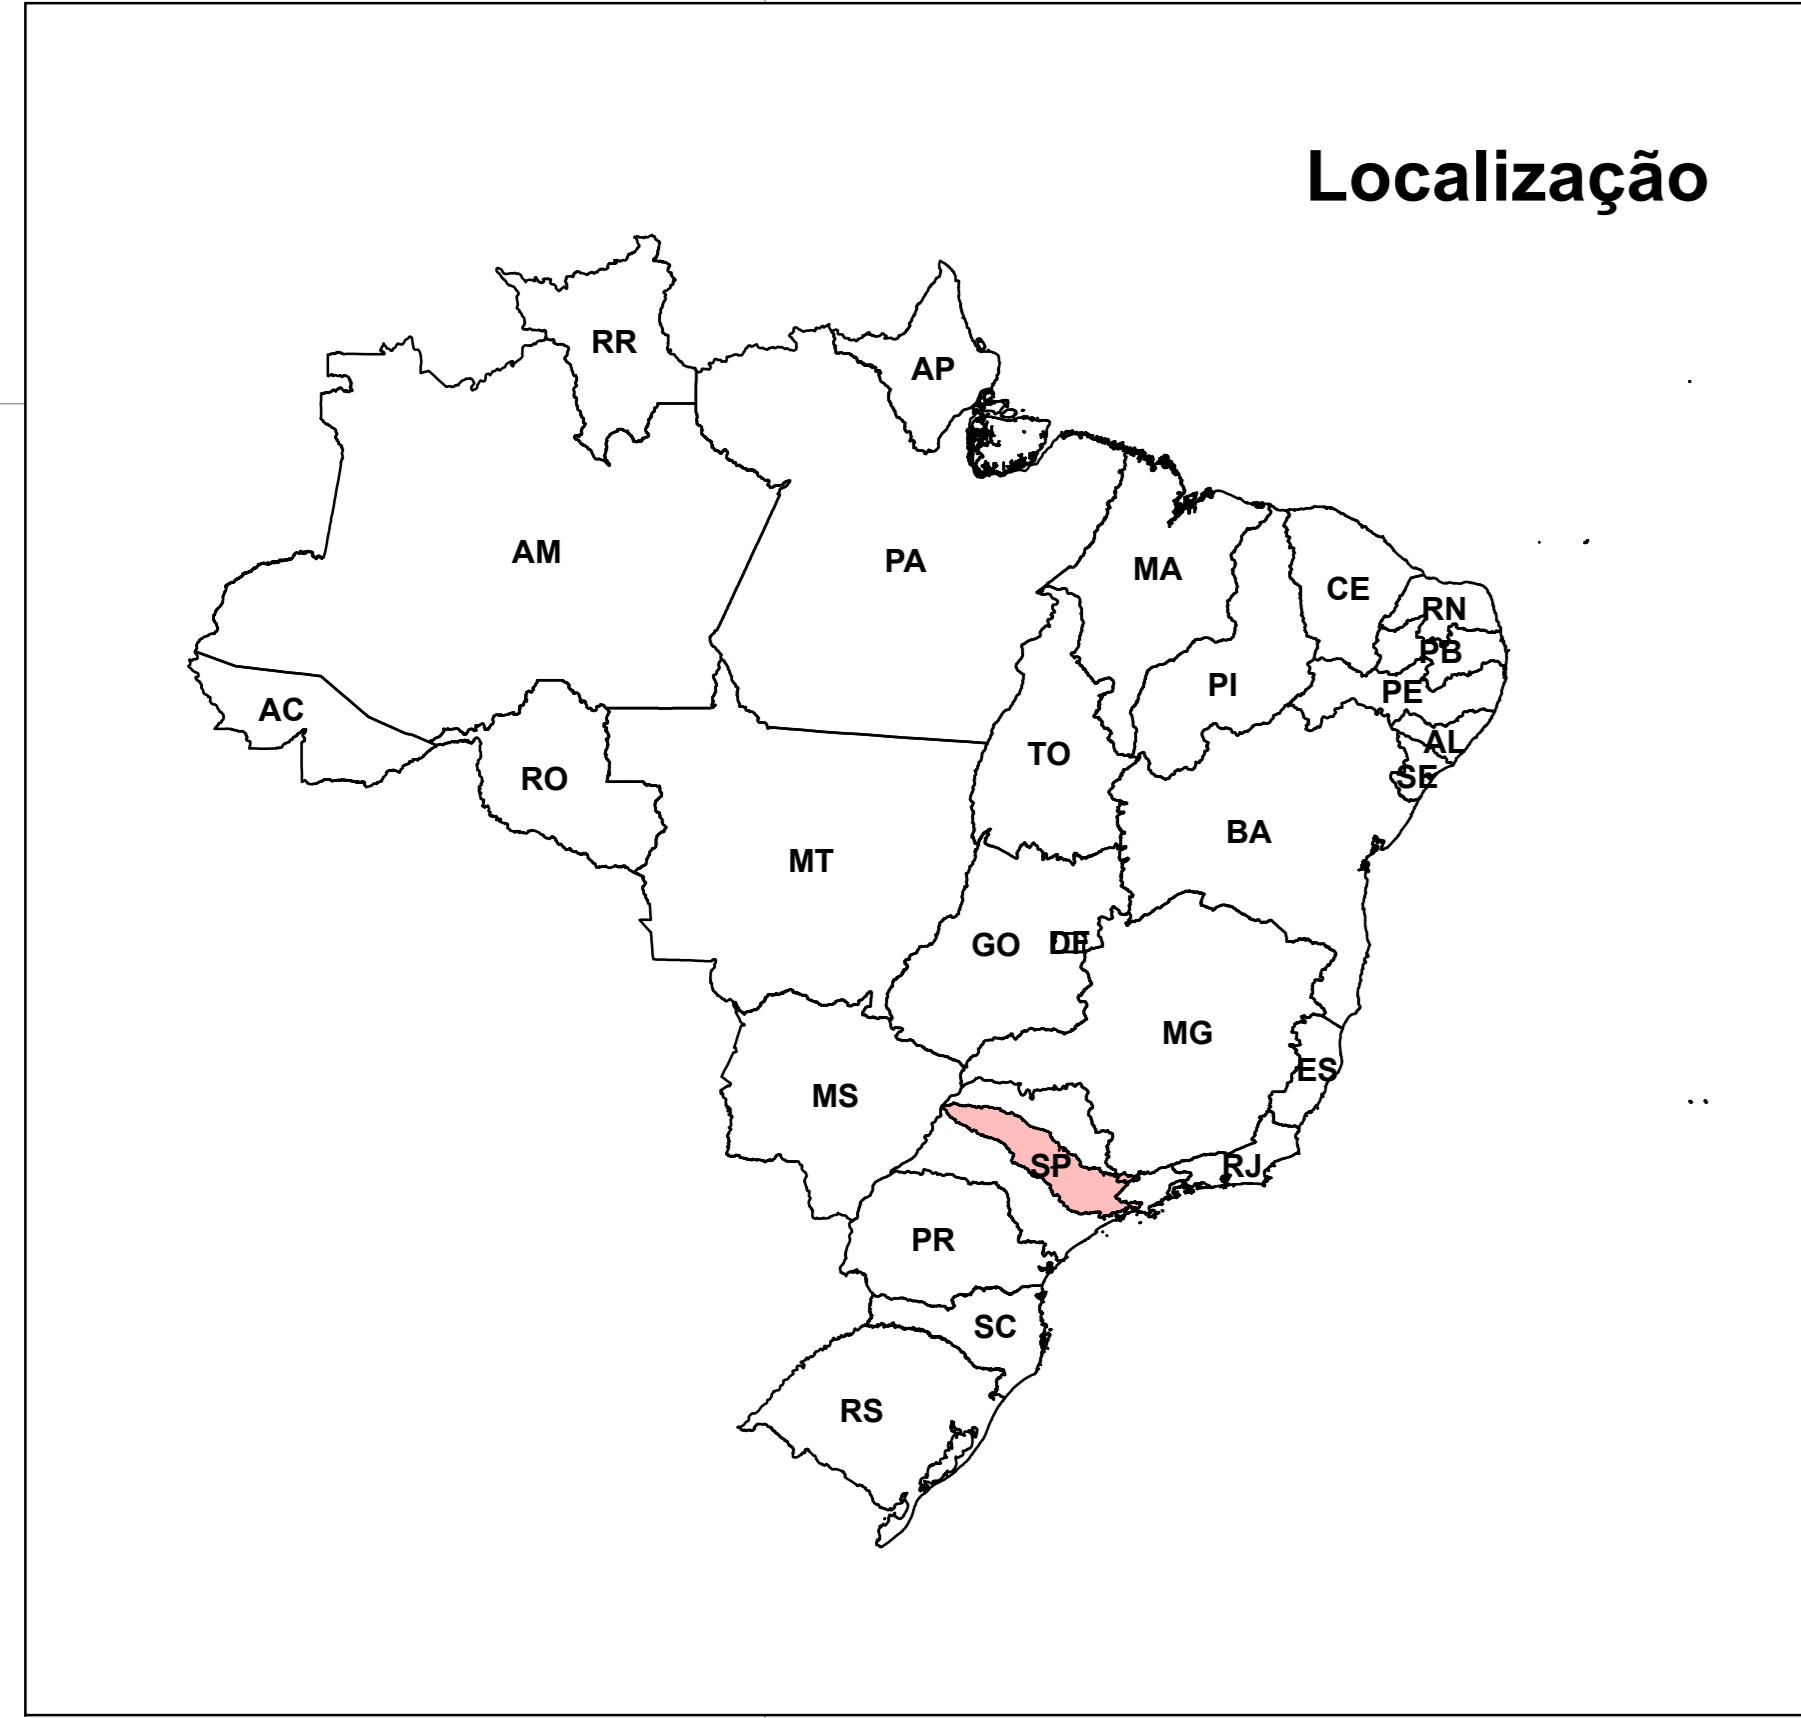 Localização
RR
AP
AM
PA
MA
CE
RN
PB
PI
PE
AC
AL
TO
SE
RO
BA
MT
GO
DF
MG
ES
MS
SP
RJ
PR
SC
RS